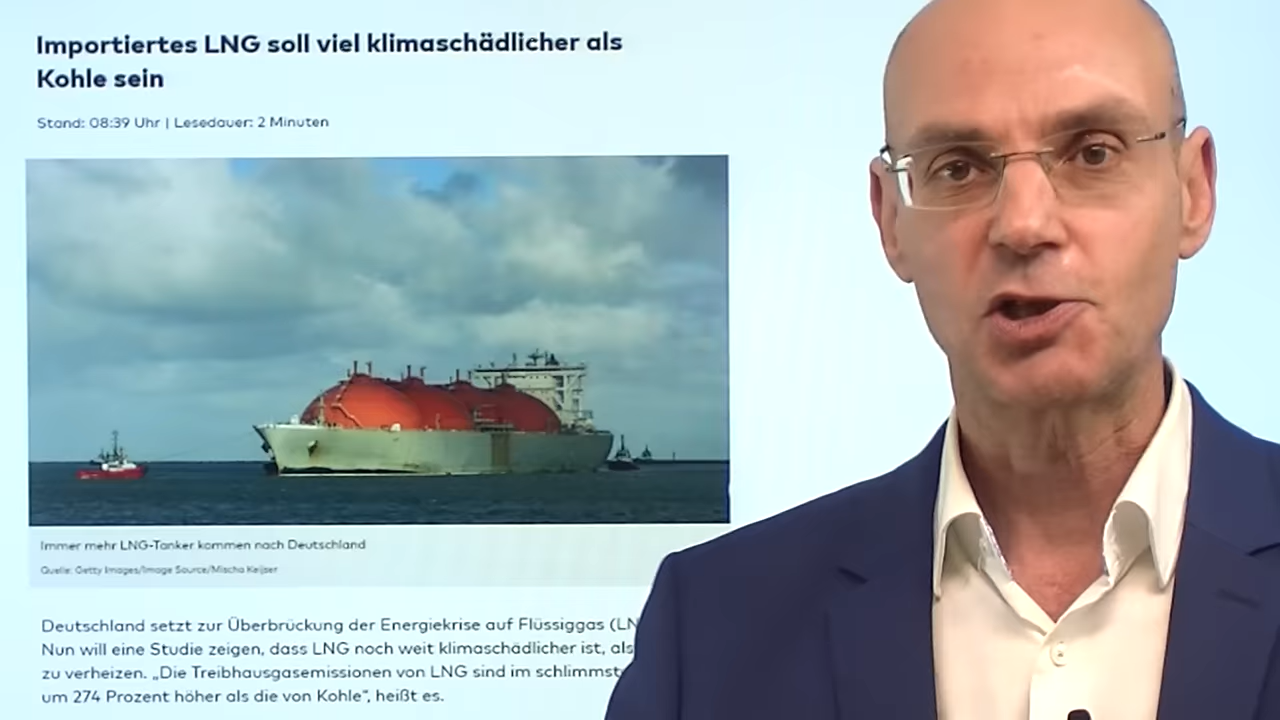 Importiertes LNG soll viel klimaschädlicher als
Kohle sein
Stand: 08:39 Uhr | Lesedauer: 2 Minuten
Immer mehr LNG-Tanker kommen nach Deutschland
Quelle: Getty Images/Image Source/Mischa Keijser
Deutschland setzt zur Überbrückung der Energiekrise auf Flüssiggas (LN
Nun will eine Studie zeigen, dass LNG noch weit klimaschädlicher ist, als
zu verheizen. „Die Treibhausgasemissionen von LNG sind im schlimmst
um 274 Prozent höher als die von Kohle“, heißt es.